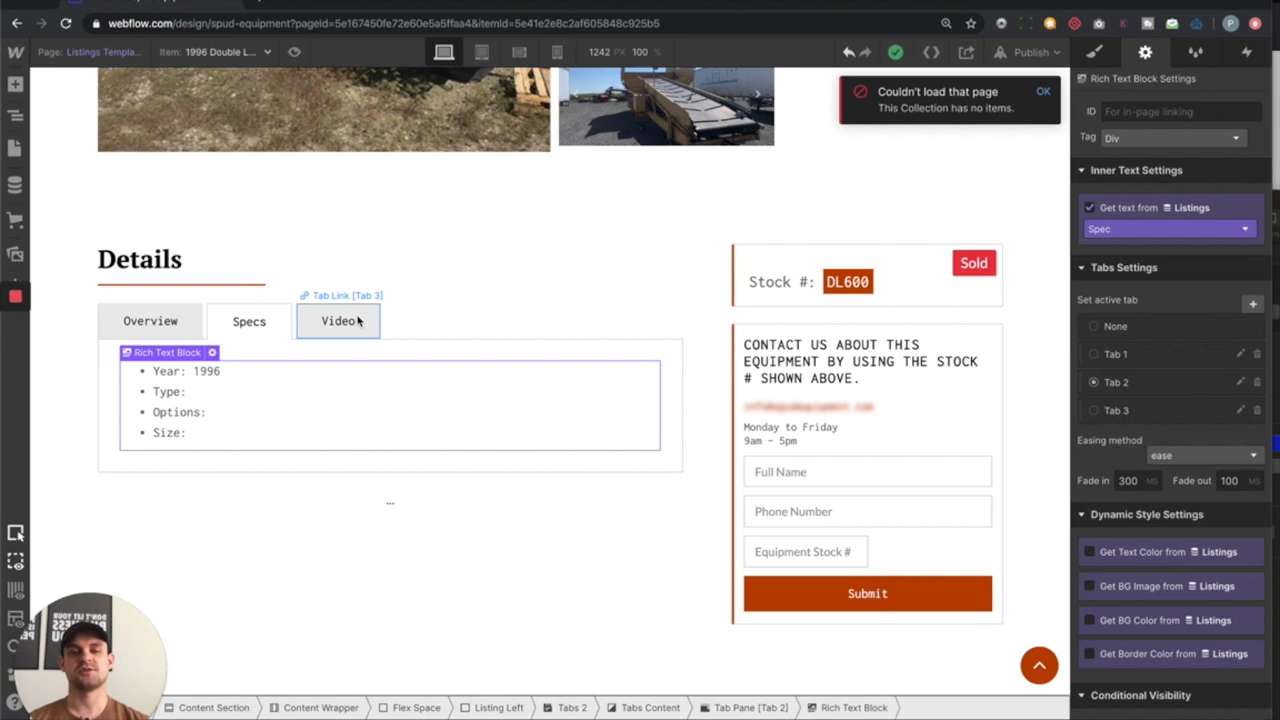 webflow.com/design/spud-equipment?pageId=5e167450fe72e60e5a5ffaa4&itemId=5e41e2e8c2af605848c925b5
P
W
Page: Listings Templa...
Item: 1996 Double L...
1242 PX 100 %
Publish
Couldn't load that page
OK
This Collection has no items.
Rich Text Block Settings
ID
For in-page linking
Tag
Div
Inner Text Settings
Get text from Listings
Spec
Tabs Settings
Set active tab
None
Tab 1
Tab 2
Tab 3
Easing method
ease
Fade in 300 MS Fade out 100 MS
Dynamic Style Settings
Get Text Color from Listings
Get BG Image from Listings
Get BG Color from Listings
Get Border Color from Listings
Conditional Visibility
Details
Tab Link [Tab 3]
Overview
Specs
Video
Rich Text Block
• Year: 1996
• Type:
• Options:
• Size:
...
Sold
Stock #: DL600
CONTACT US ABOUT THIS
EQUIPMENT BY USING THE STOCK
# SHOWN ABOVE.
Monday to Friday
9am – 5pm
Full Name
Phone Number
Equipment Stock #
Submit
DON'T LET YOUR
Content Section
Content Wrapper
Flex Space
Listing Left
Tabs 2
Tabs Content
Tab Pane [Tab 2]
Rich Text Block